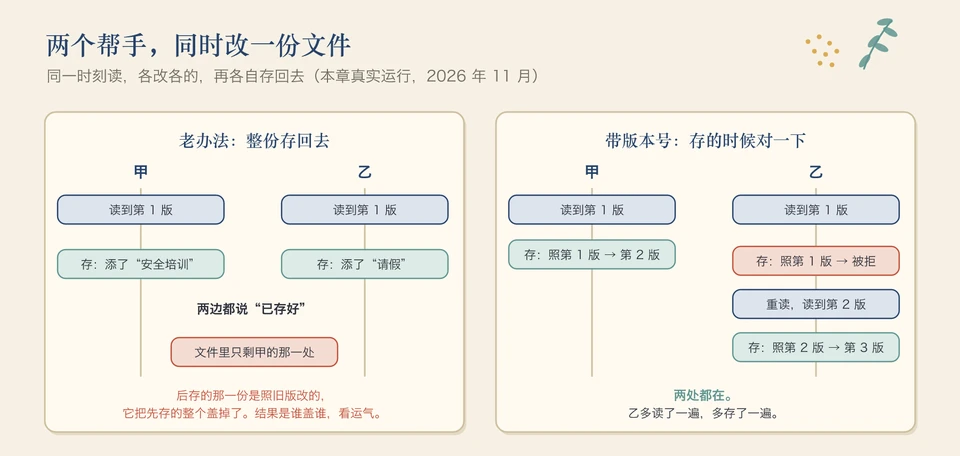 两个帮手，同时改一份文件
同一时刻读，各改各的，再各自存回去（本章真实运行，2026 年 11 月）
老办法：整份存回去
甲
乙
读到第 1 版
读到第 1 版
存：添了“安全培训”
存：添了“请假”
两边都说“已存好”
文件里只剩甲的那一处
后存的那一份是照旧版改的，
它把先存的整个盖掉了。结果是谁盖谁，看运气。
带版本号：存的时候对一下
甲
乙
读到第 1 版
读到第 1 版
存：照第 1 版 → 第 2 版
存：照第 1 版 → 被拒
重读，读到第 2 版
存：照第 2 版 → 第 3 版
两处都在。
乙多读了一遍，多存了一遍。